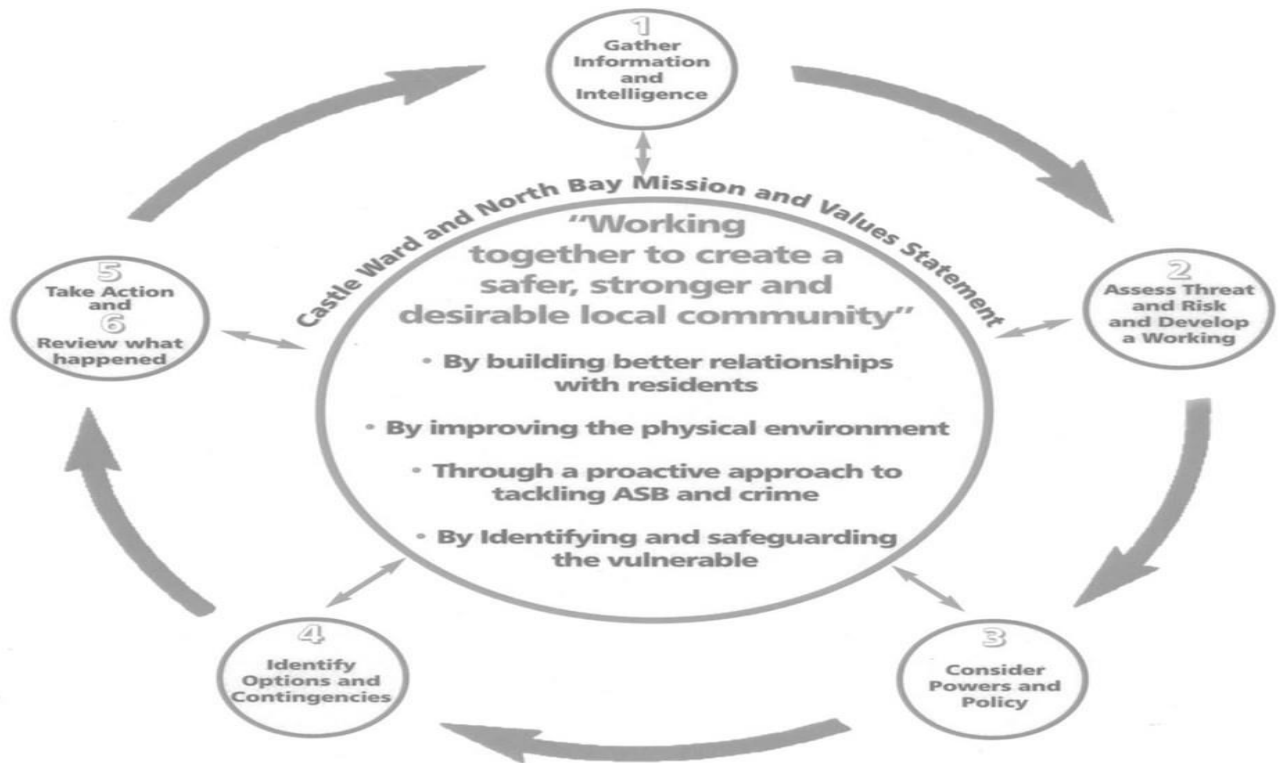 1
Gather
Information
and
Intelligence
Castle Ward and North Bay Mission and Values Statement
"Working
together to create a
safer, stronger and
desirable local community"
• By building better relationships
with residents
• By improving the physical environment
• Through a proactive approach to
tackling ASB and crime
• By Identifying and safeguarding
the vulnerable
2
Assess Threat
and Risk
and Develop
a Working
3
Consider
Powers and
Policy
4
Identify
Options and
Contingencies
5
Take Action
and
6
Review what
happened